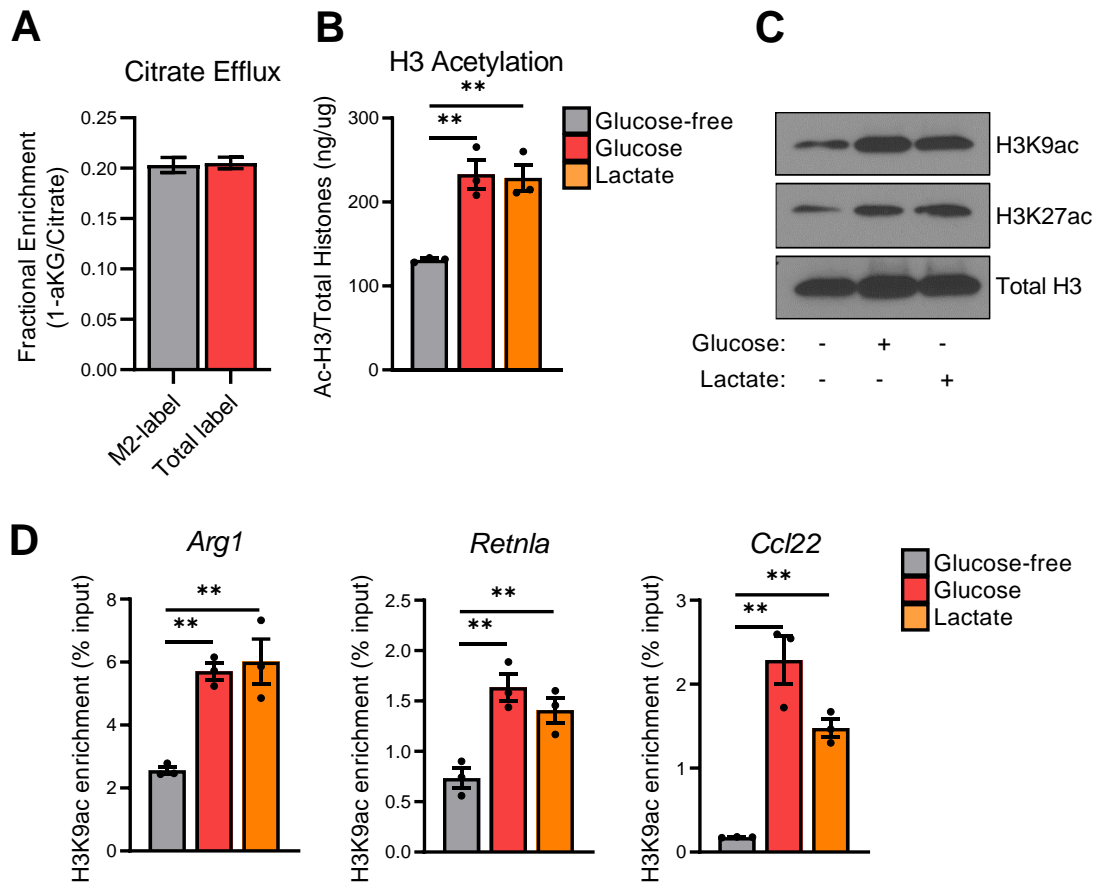 A
Citrate Efflux
Fractional Enrichment
(1-aKG/Citrate)
0.25
0.20
0.15
0.10
0.05
0.00
M2-label
Total label
B
H3 Acetylation
Ac-H3/Total Histones (ng/ug)
300
200
100
0
**
**
Glucose-free
Glucose
Lactate
C
H3K9ac
H3K27ac
Total H3
Glucose: - + -
Lactate: - - +
D
Arg1
H3K9ac enrichment (% input)
8
6
4
2
0
**
**
Retnla
H3K9ac enrichment (% input)
2.5
2.0
1.5
1.0
0.5
0.0
**
**
Ccl22
H3K9ac enrichment (% input)
3
2
1
0
**
**
Glucose-free
Glucose
Lactate